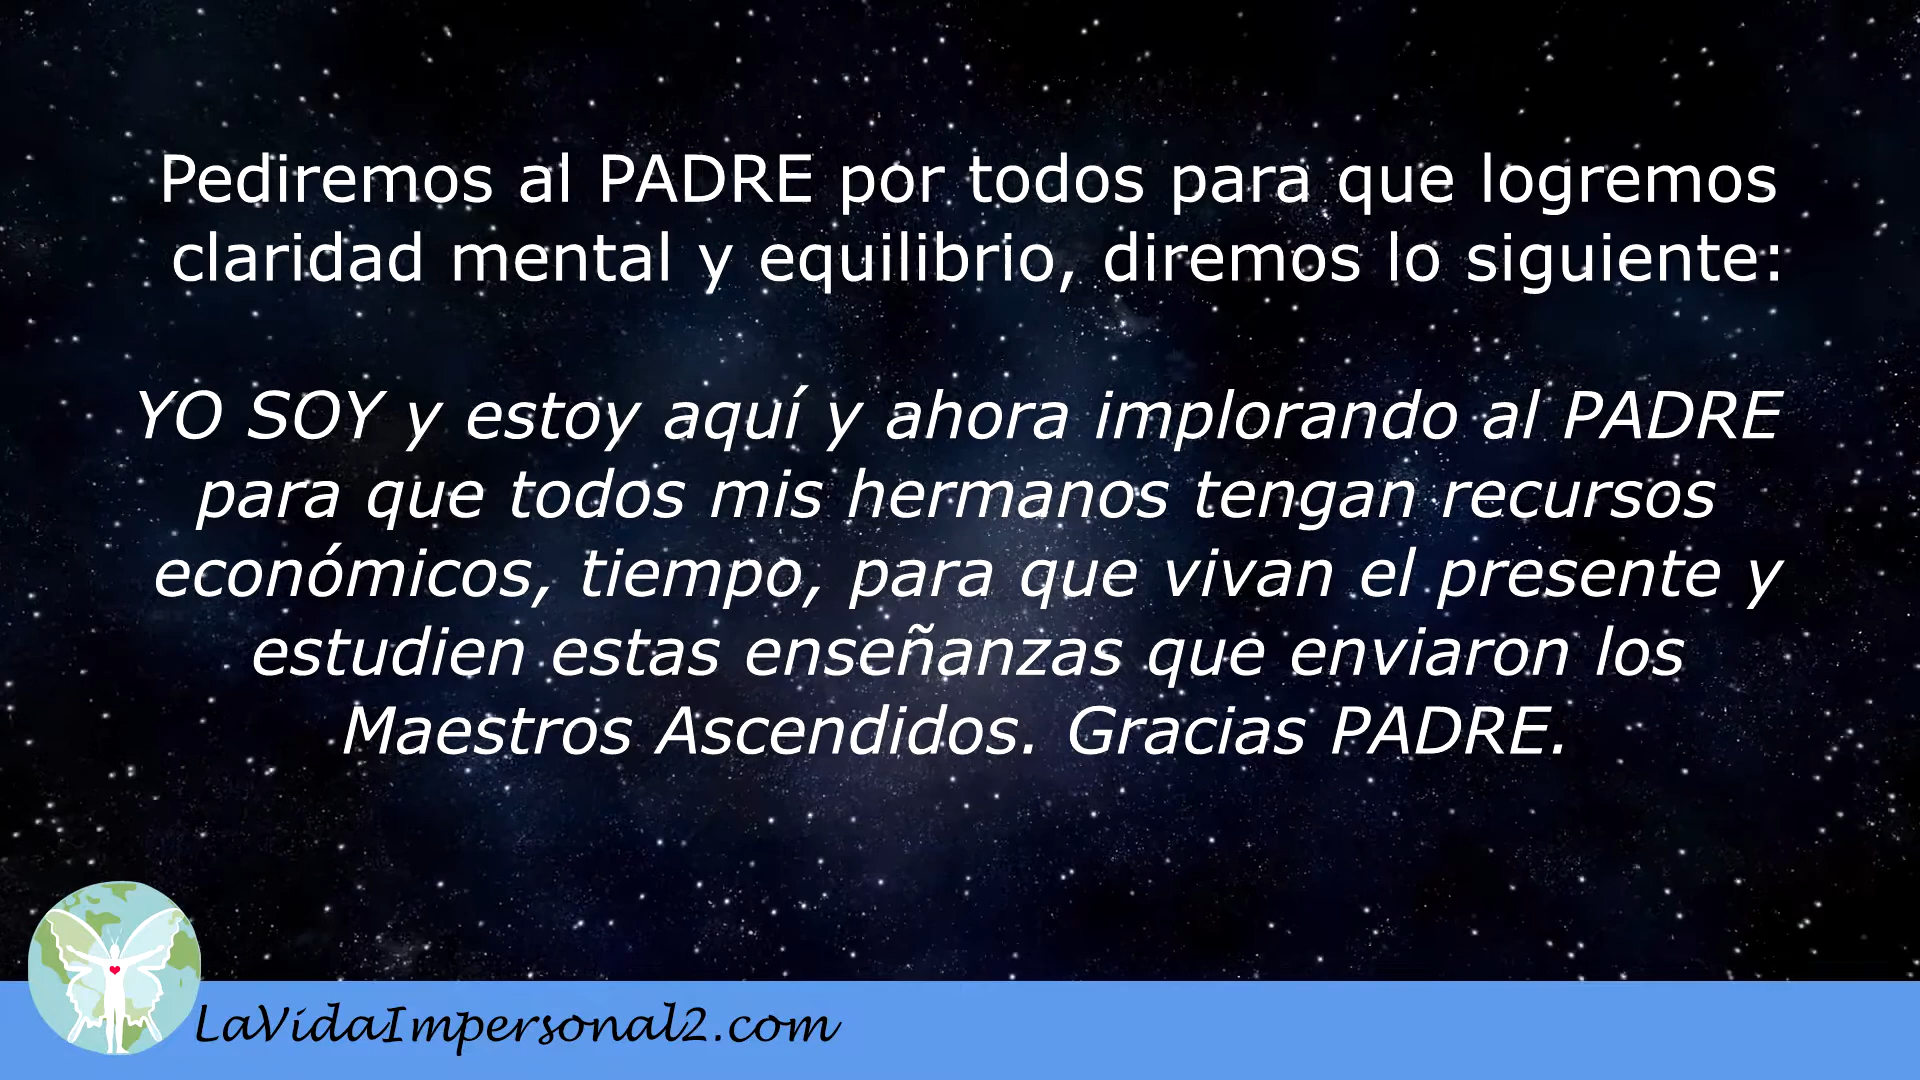 Pediremos al PADRE por todos para que logremos
claridad mental y equilibrio, diremos lo siguiente:
YO SOY y estoy aquí y ahora implorando al PADRE
para que todos mis hermanos tengan recursos
económicos, tiempo, para que vivan el presente y
estudien estas enseñanzas que enviaron los
Maestros Ascendidos. Gracias PADRE.
LaVidaImpersonal2.com